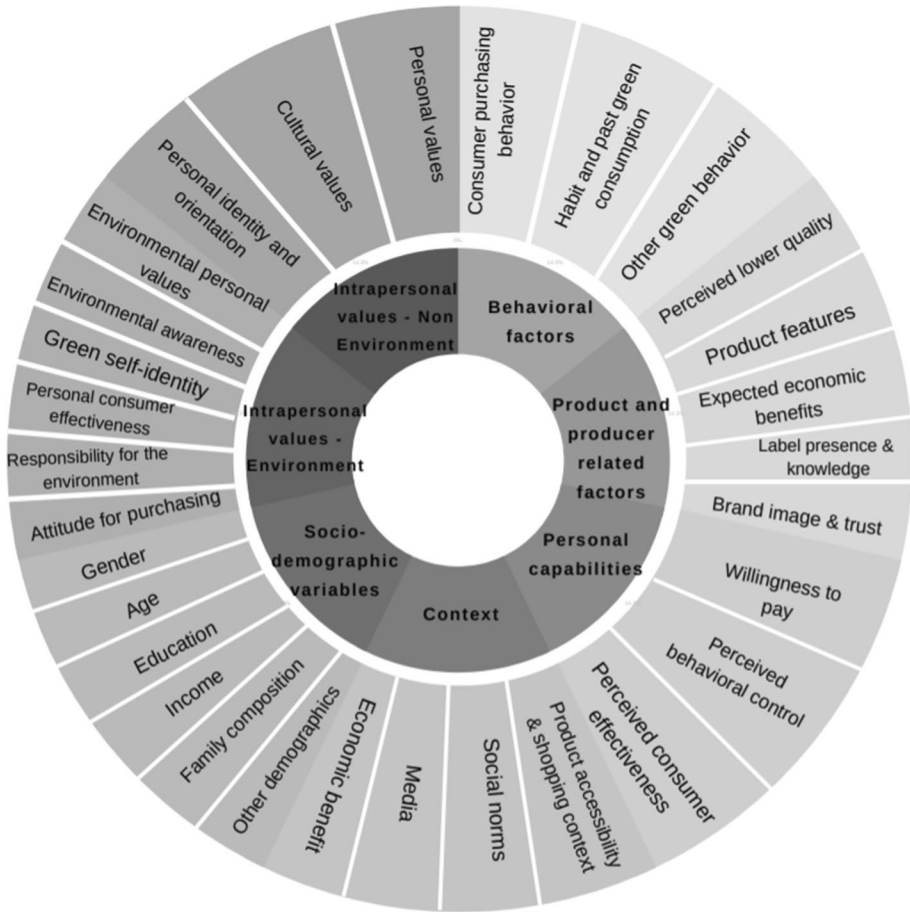 Consumer purchasing
behavior
Habit and past green
consumption
Other green behavior
Perceived lower quality
Product features
Expected economic
benefits
Label presence &
knowledge
Brand image & trust
Willingness to
pay
Perceived
behavioral control
Perceived consumer
effectiveness
Product accessibility
& shopping context
Social norms
Media
Economic benefit
Other demographics
Family composition
Income
Education
Age
Gender
Attitude for purchasing
Responsibility for the
environment
Personal consumer
effectiveness
Green self-identity
Environmental awareness
Environmental personal
values
Personal identity and
orientation
Cultural values
Personal values
Behavioral
factors
Product and
producer
related
factors
Personal
capabilities
Context
Socio-
demographic
variables
Intrapersonal
values -
Environment
Intrapersonal
values - Non
Environment